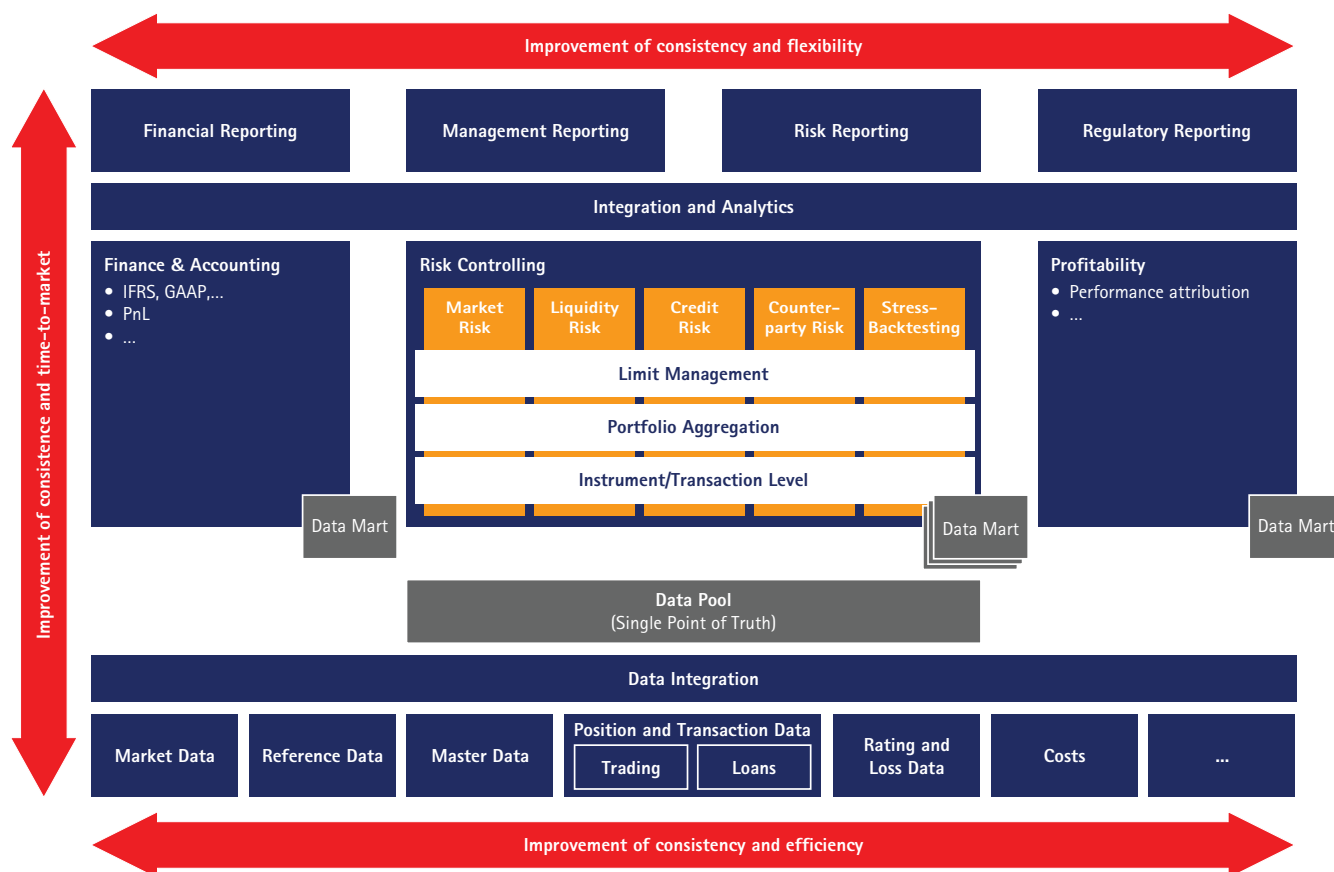 Improvement of consistency and flexibility
Improvement of consistence and time-to-market
Financial Reporting
Management Reporting
Risk Reporting
Regulatory Reporting
Integration and Analytics
Finance & Accounting
• IFRS, GAAP,...
• PnL
• ...
Risk Controlling
Market
Risk
Liquidity
Risk
Credit
Risk
Counter-
party Risk
Stress-
Backtesting
Limit Management
Portfolio Aggregation
Instrument/Transaction Level
Profitability
• Performance attribution
• ...
Data Mart
Data Mart
Data Mart
Data Pool
(Single Point of Truth)
Data Integration
Market Data
Reference Data
Master Data
Position and Transaction Data
Trading
Loans
Rating and
Loss Data
Costs
...
Improvement of consistency and efficiency